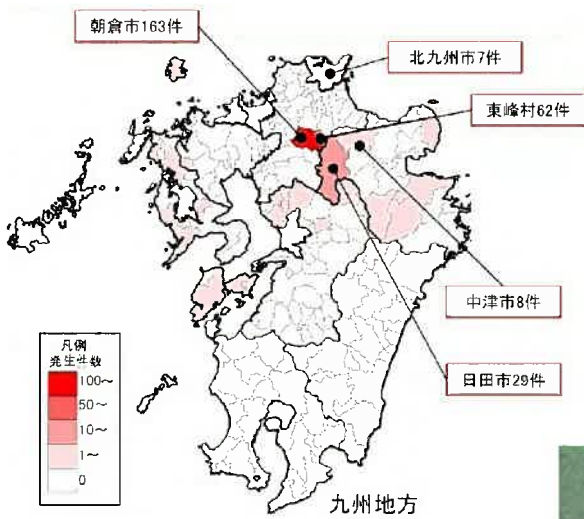 朝倉市163件
北九州市7件
東峰村62件
中津市8件
日田市29件
凡例
発生件数
100～
50～
10～
1～
0
九州地方